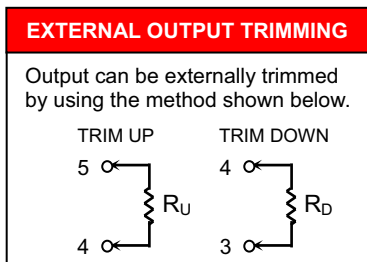 EXTERNAL OUTPUT TRIMMING
Output can be externally trimmed
by using the method shown below.
TRIM UP TRIM DOWN
5 4
RU RD
4 3